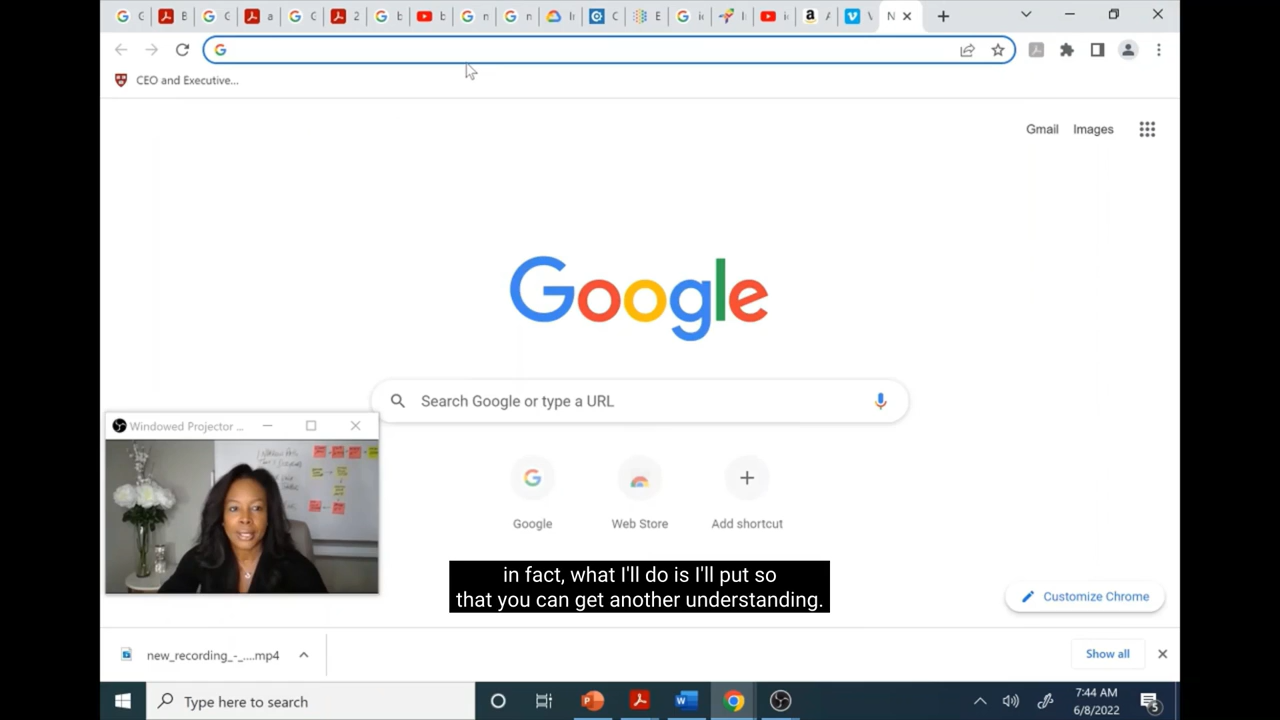 CEO and Executive...
Gmail
Images
Google
Search Google or type a URL
Windowed Projector ...
Google
Web Store
Add shortcut
in fact, what I'll do is I'll put so
that you can get another understanding.
Customize Chrome
new_recording_-_....mp4
Show all
Type here to search
7:44 AM
6/8/2022
5